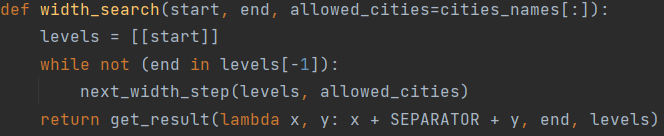 def width_search(start, end, allowed_cities=cities_names[:]):
    levels = [[start]]
    while not (end in levels[-1]):
        next_width_step(levels, allowed_cities)
    return get_result(lambda x, y: x + SEPARATOR + y, end, levels)